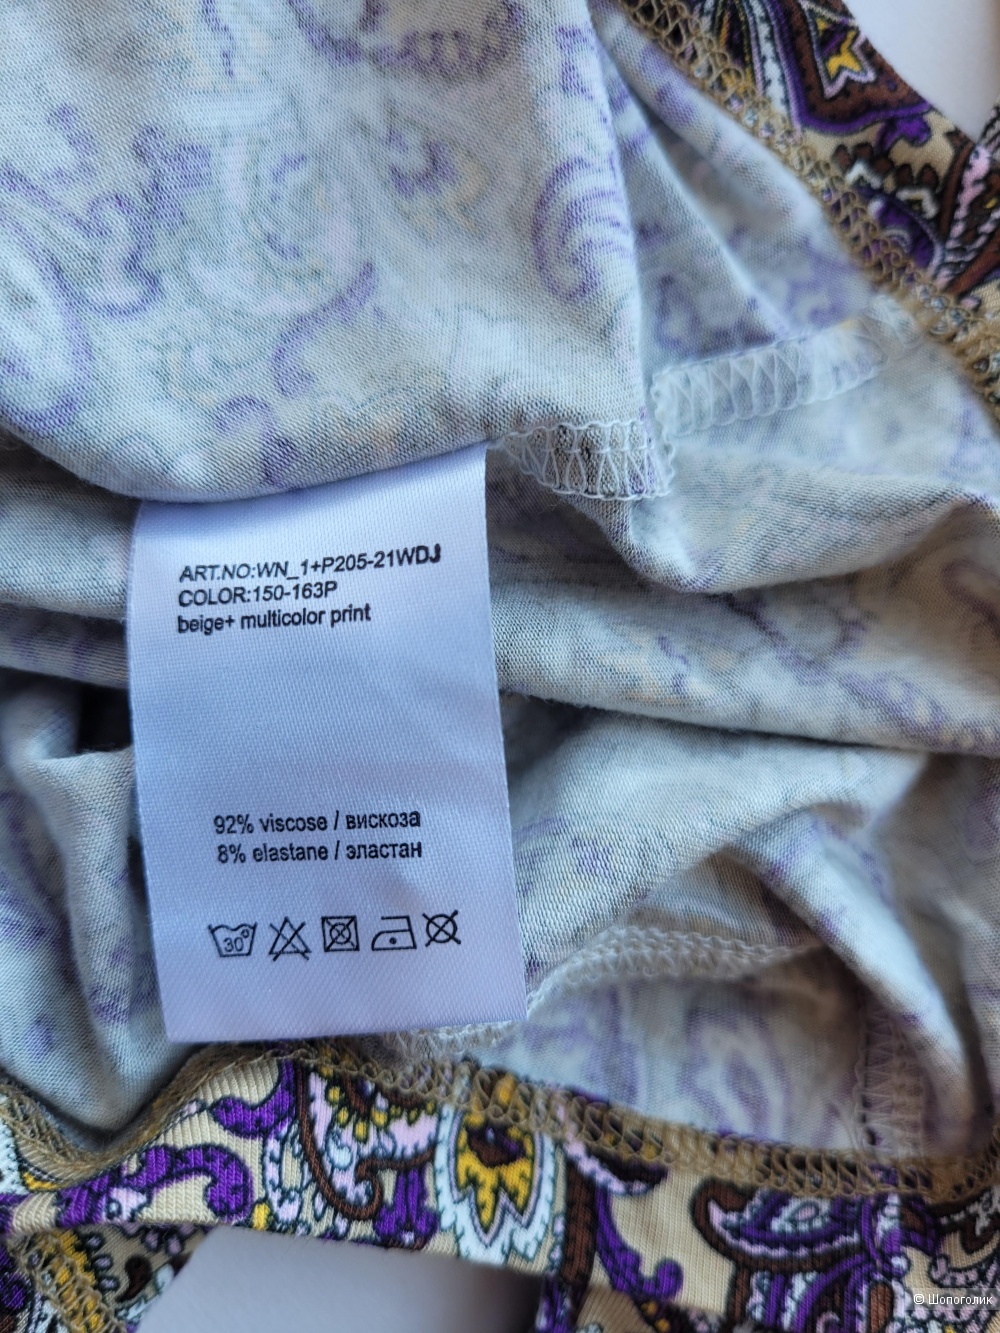 ART.NO:WN_1+P205-21WDJ
COLOR:150-163P
beige+ multicolor print
92% viscose / вискоза
8% elastane / эластан
30°
© Шопоголик